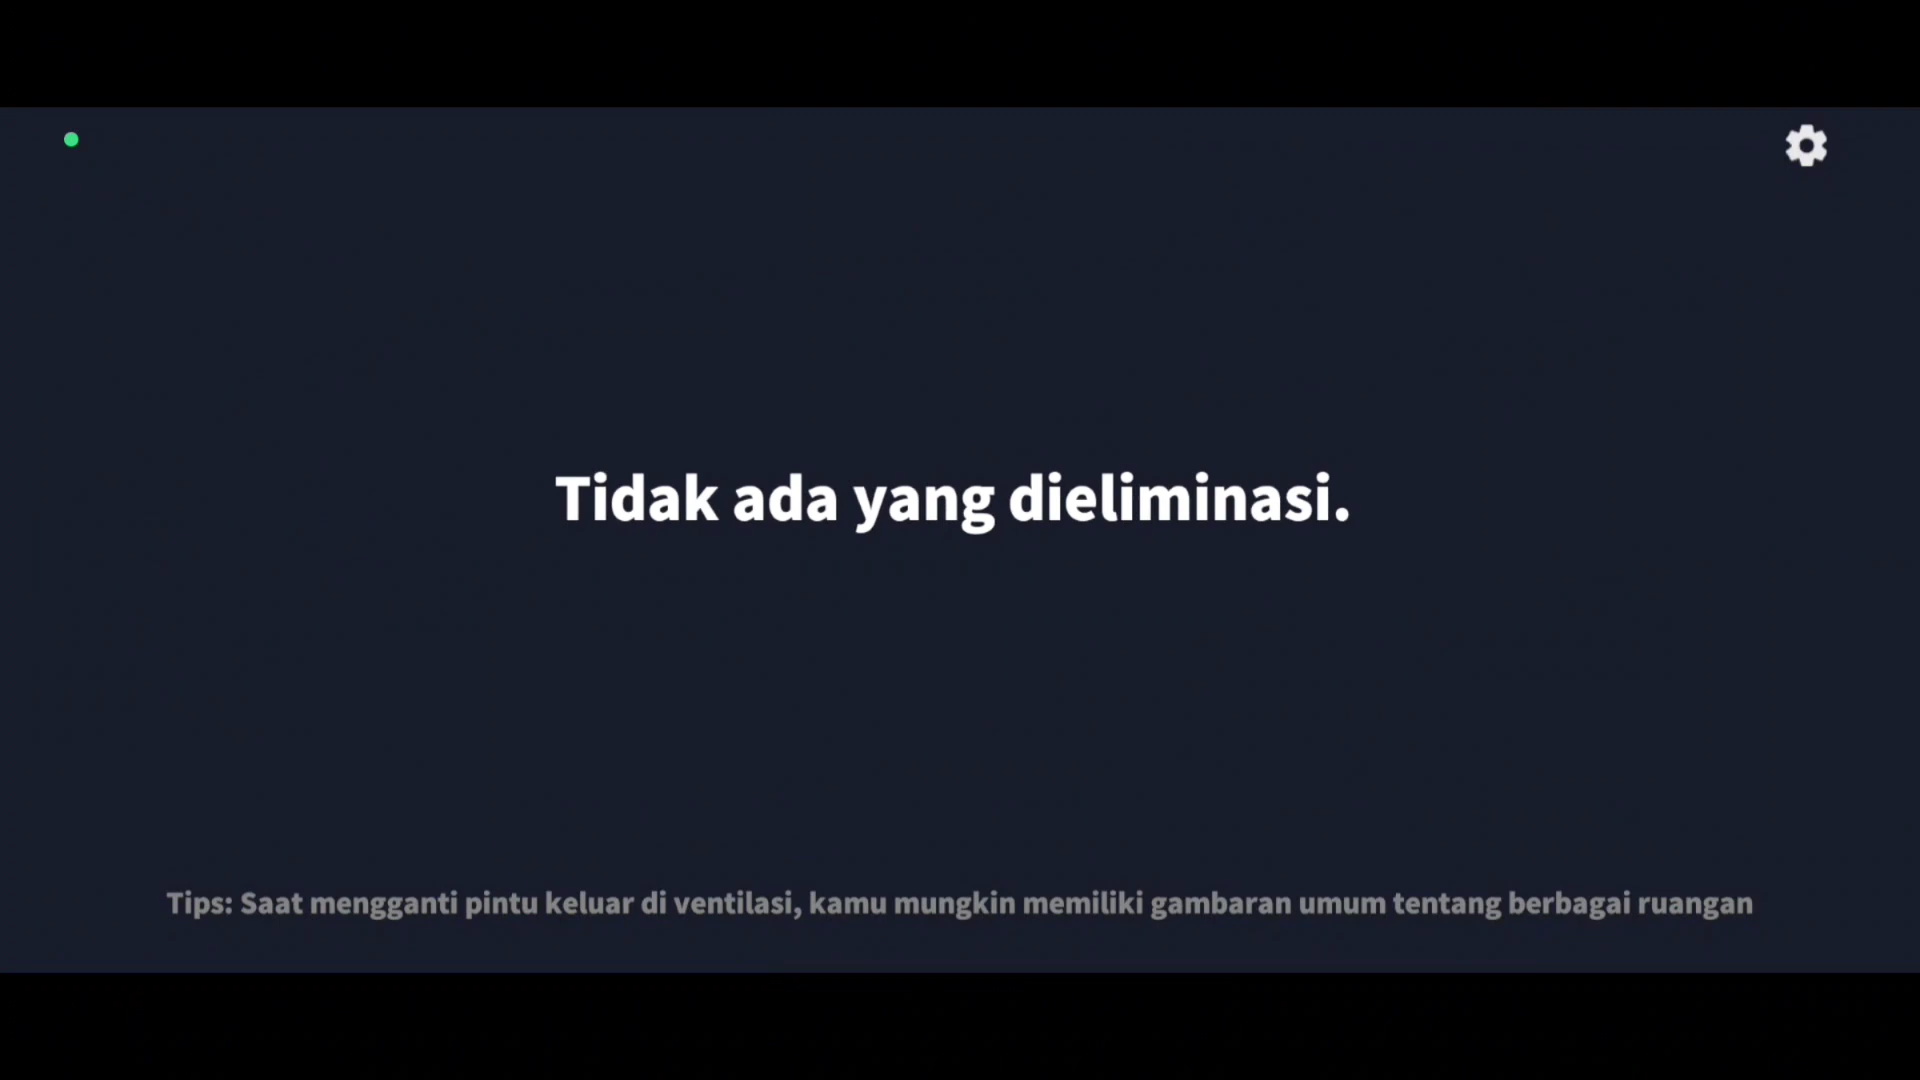 Tidak ada yang dieliminasi.
Tips: Saat mengganti pintu keluar di ventilasi, kamu mungkin memiliki gambaran umum tentang berbagai ruangan